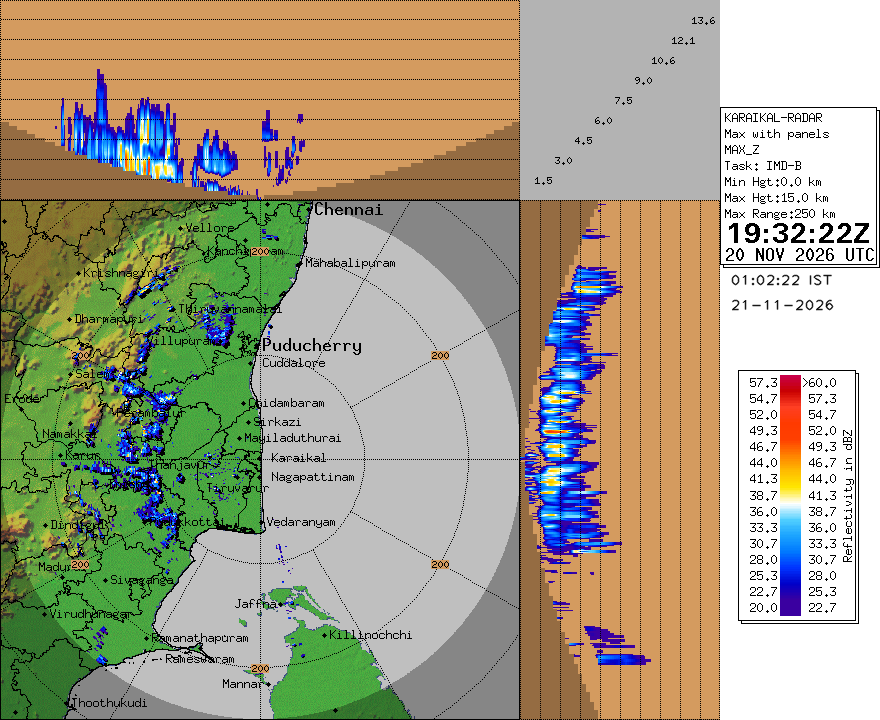 13.6
12.1
10.6
9.0
7.5
6.0
4.5
3.0
1.5
KARAIKAL-RADAR
Max with panels
MAX_Z
Task: IMD-B
Min Hgt:0.0 km
Max Hgt:15.0 km
Max Range:250 km
19:32:22Z
20 NOV 2026 UTC
01:02:22 IST
21-11-2026
Chennai
Vellore
200
Mahabalipuram
Krishnagiri
Thiruvannamalai
Dharmapuri
Villupuram
Puducherry
200
200
Cuddalore
Salem
Erode
Chidambaram
Perambalur
Sirkazi
Namakkal
Mayiladuthurai
Karur
Karaikal
Thanjavur
Nagapattinam
Tiruvarur
Vedaranyam
Pudukkottai
200
200
Sivaganga
Jaffna
Virudhunagar
Killinochchi
Ramanathapuram
Rameswaram
200
Mannar
Thoothukudi
57.3 >60.0
54.7 57.3
52.0 54.7
49.3 52.0
46.7 49.3
44.0 46.7
41.3 44.0
38.7 41.3
36.0 38.7
33.3 36.0
30.7 33.3
28.0 30.7
25.3 28.0
22.7 25.3
20.0 22.7
Reflectivity in dBZ